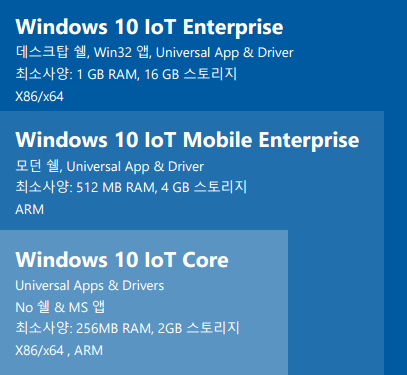 Windows 10 IoT Enterprise
데스크탑 쉘, Win32 앱, Universal App & Driver
최소사양: 1 GB RAM, 16 GB 스토리지
X86/x64
Windows 10 IoT Mobile Enterprise
모던 쉘, Universal App & Driver
최소사양: 512 MB RAM, 4 GB 스토리지
ARM
Windows 10 IoT Core
Universal Apps & Drivers
No 쉘 & MS 앱
최소사양: 256MB RAM, 2GB 스토리지
X86/x64 , ARM